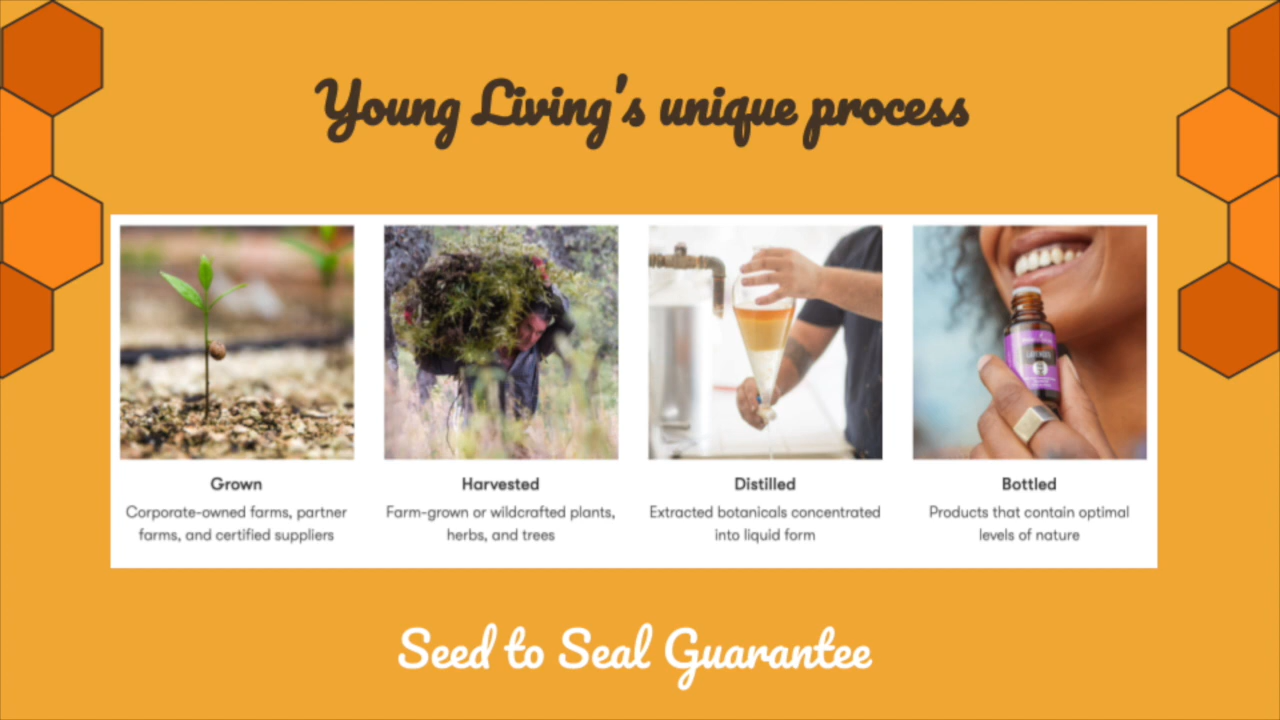 Young Living's unique process
Grown
Corporate-owned farms, partner
farms, and certified suppliers
Harvested
Farm-grown or wildcrafted plants,
herbs, and trees
Distilled
Extracted botanicals concentrated
into liquid form
Bottled
Products that contain optimal
levels of nature
LAVENDER
Seed to Seal Guarantee